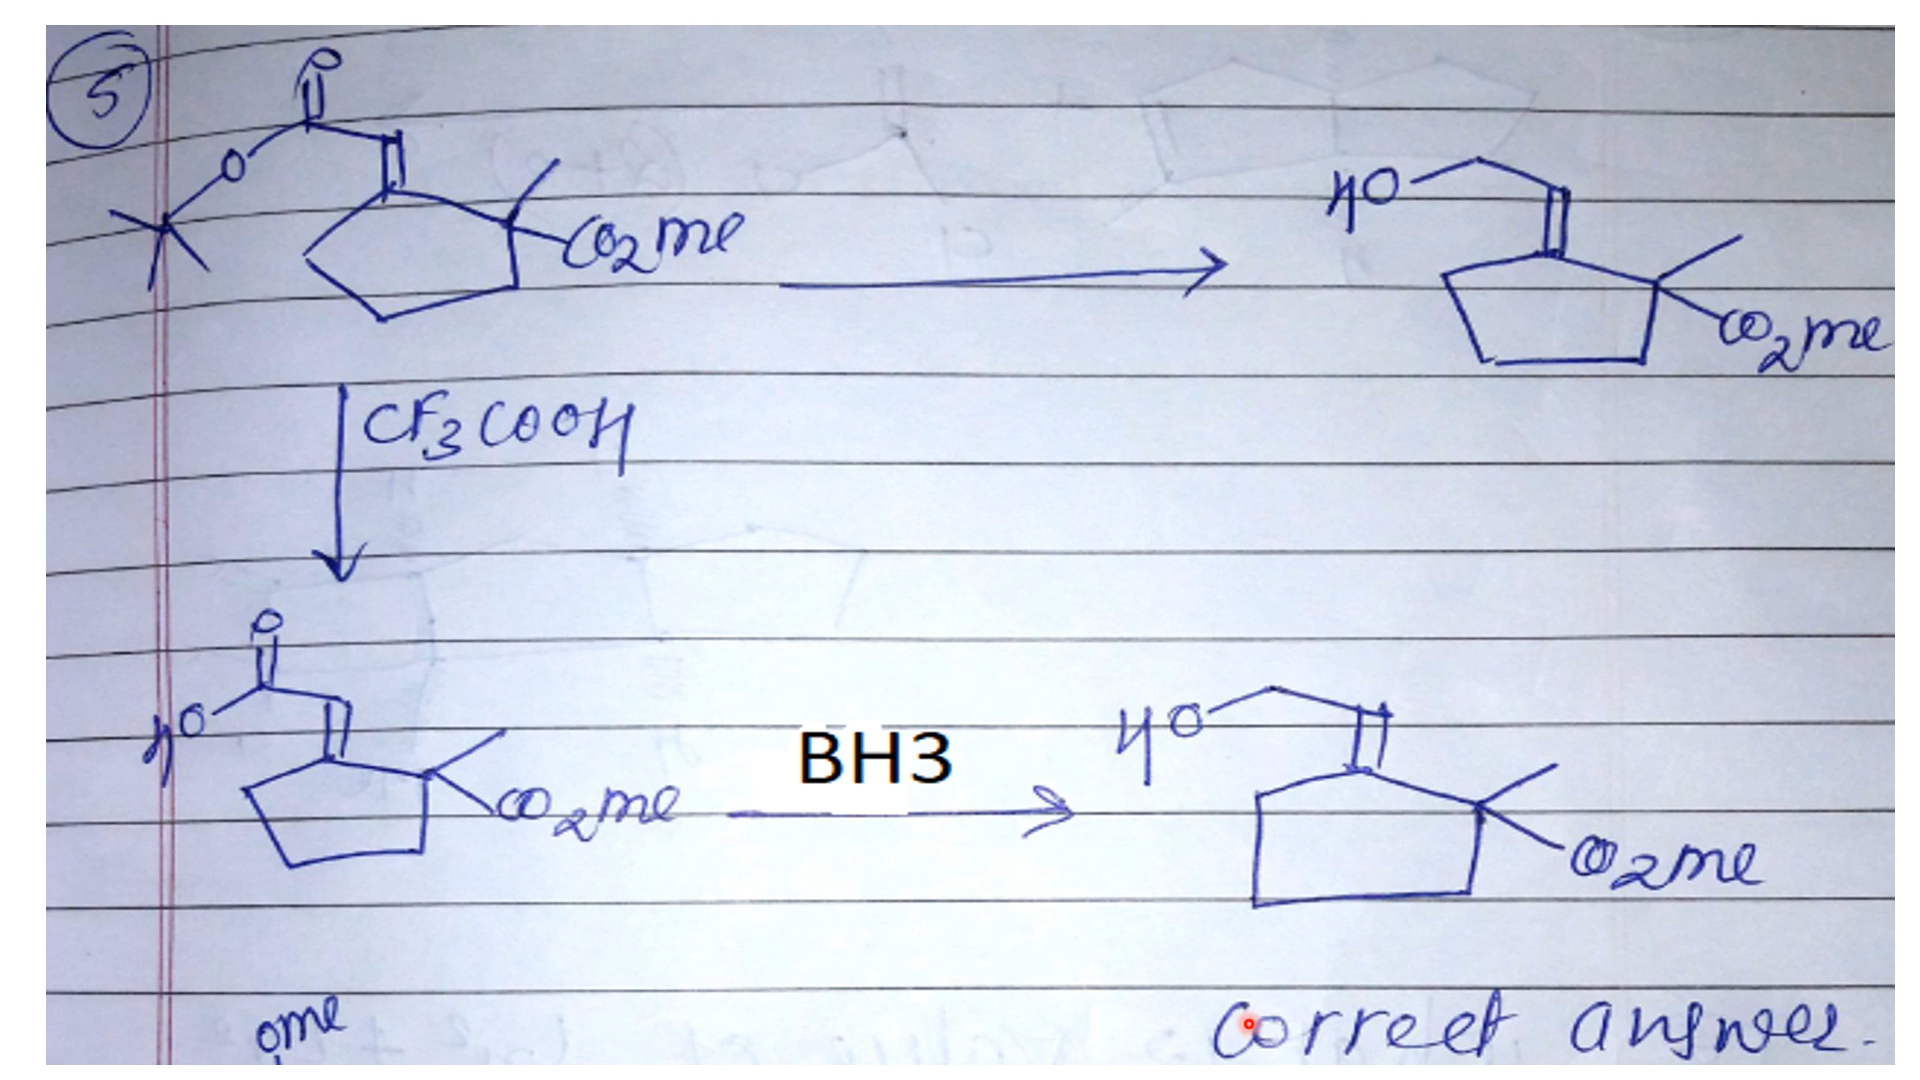 5
O
O
CO2me
HO
CO2me
CF3COOH
O
HO
CO2me
BH3
HO
CO2me
ome
correct answer.